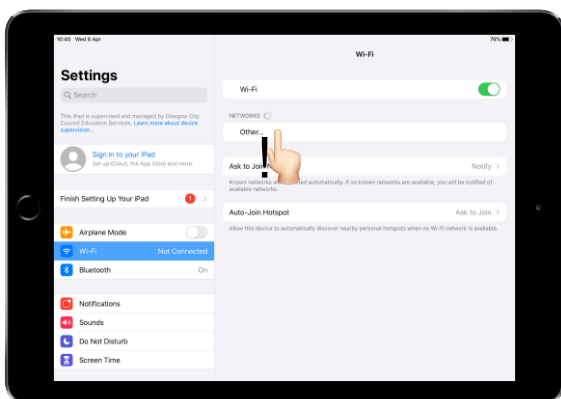 10:40 Wed 8 Apr
76%
Settings
Search
This iPad is supervised and managed by Glasgow City
Council Education Services. Learn more about device
supervision...
Sign in to your iPad
Set up iCloud, the App Store and more.
Finish Setting Up Your iPad
1
Airplane Mode
Wi-Fi Not Connected
Bluetooth On
Notifications
Sounds
Do Not Disturb
Screen Time
Wi-Fi
Wi-Fi
NETWORKS
Other...
!
Ask to Join Notify
Known networks will be joined automatically. If no known networks are available, you will be notified of
available networks.
Auto-Join Hotspot Ask to Join
Allow this device to automatically discover nearby personal hotspots when no Wi-Fi network is available.